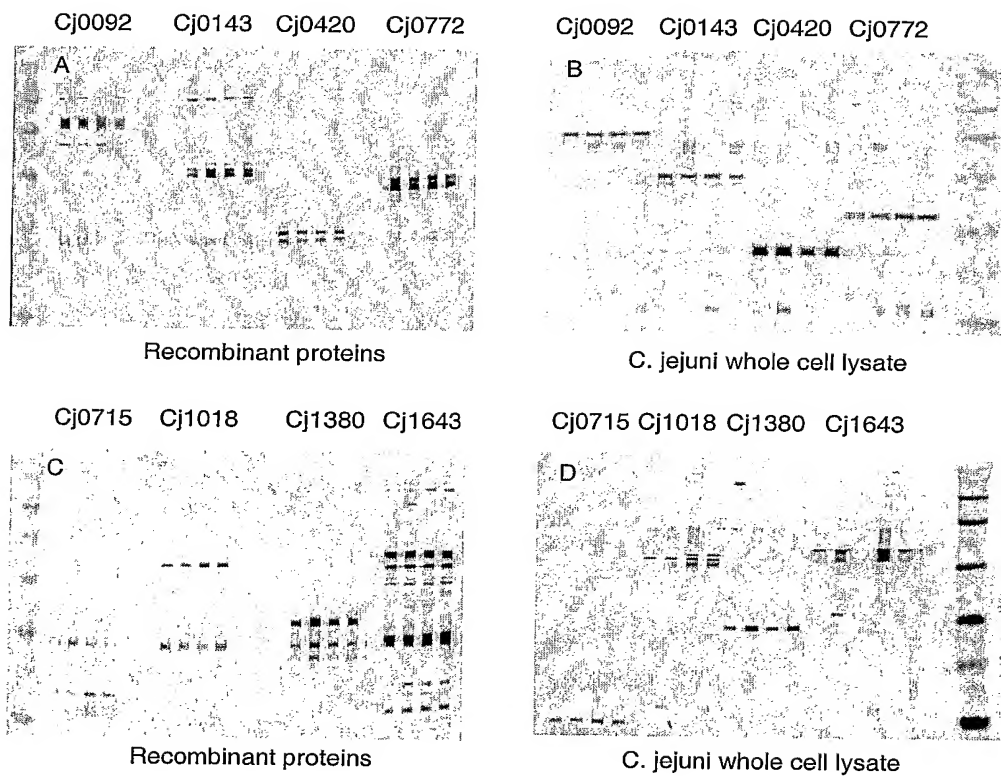 Cj0092 Cj0143 Cj0420 Cj0772
A
Recombinant proteins
Cj0092 Cj0143 Cj0420 Cj0772
B
C. jejuni whole cell lysate
Cj0715 Cj1018 Cj1380 Cj1643
C
Recombinant proteins
Cj0715 Cj1018 Cj1380 Cj1643
D
C. jejuni whole cell lysate